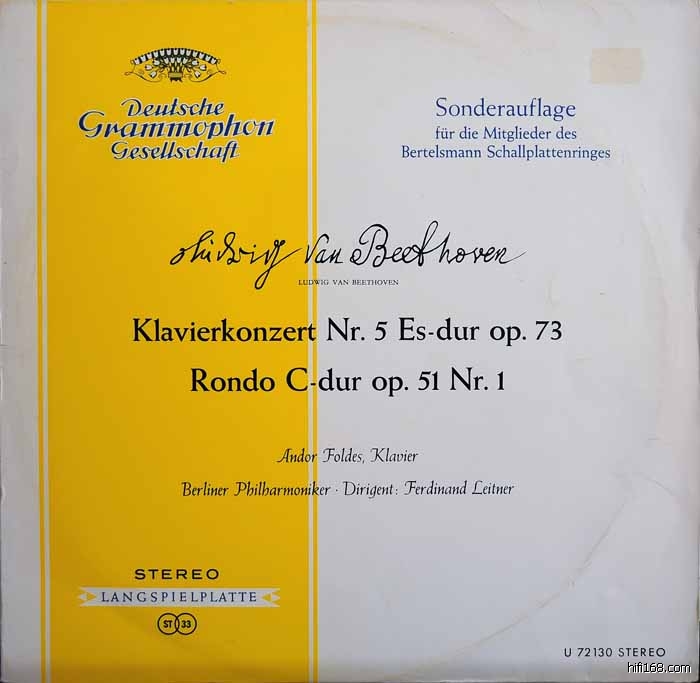 Deutsche
Grammophon
Gesellschaft
Sonderauflage
für die Mitglieder des
Bertelsmann Schallplattenringes
Ludwig van Beethoven
LUDWIG VAN BEETHOVEN
Klavierkonzert Nr. 5 Es-dur op. 73
Rondo C-dur op. 51 Nr. 1
Andor Foldes, Klavier
Berliner Philharmoniker · Dirigent: Ferdinand Leitner
STEREO
LANGSPIELPLATTE
ST 33
U 72130 STEREO
hifi168.com